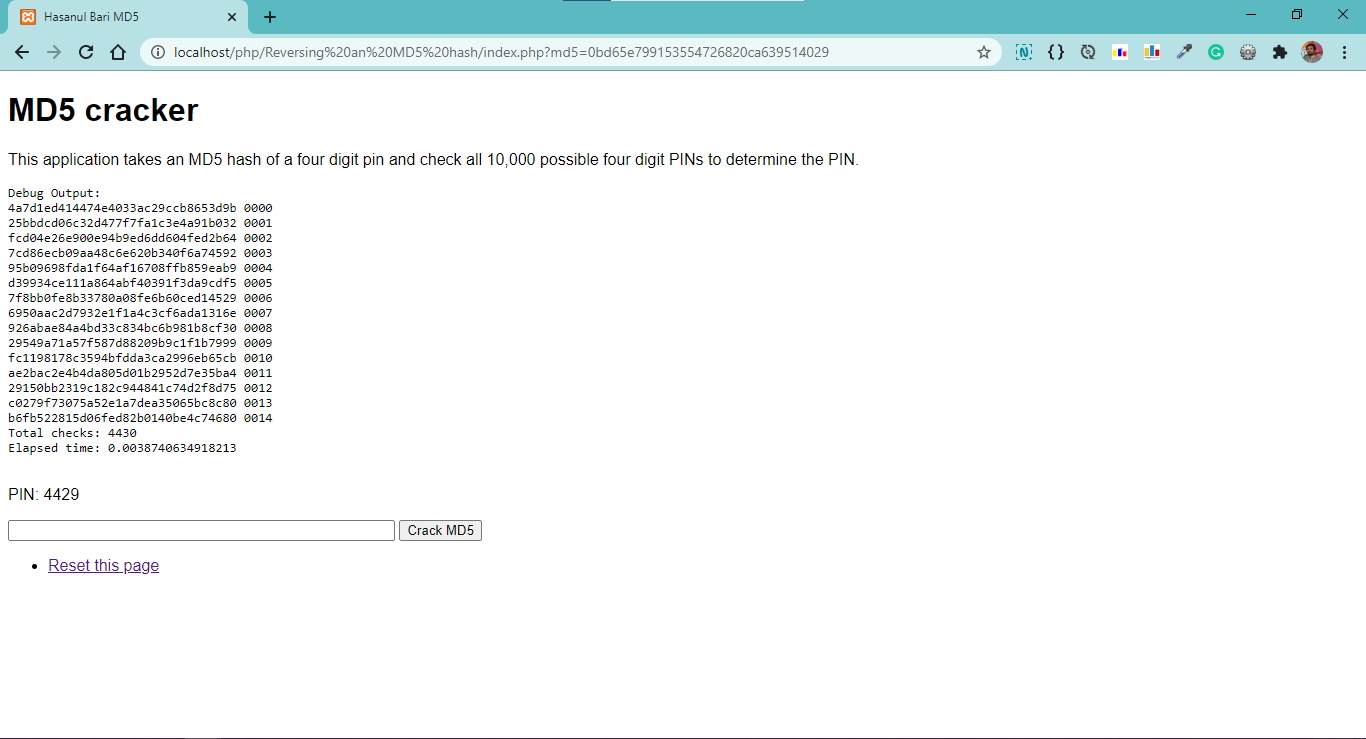 Hasanul Bari MD5
localhost/php/Reversing%20an%20MD5%20hash/index.php?md5=0bd65e799153554726820ca639514029
MD5 cracker
This application takes an MD5 hash of a four digit pin and check all 10,000 possible four digit PINs to determine the PIN.
Debug Output:
4a7d1ed414474e4033ac29ccb8653d9b 0000
25bbdcd06c32d477f7fa1c3e4a91b032 0001
fcd04e26e900e94b9ed6dd604fed2b64 0002
7cd86ecb09aa48c6e620b340f6a74592 0003
95b09698fda1f64af16708ffb859eab9 0004
d39934ce111a864abf40391f3da9cdf5 0005
7f8bb0fe8b33780a08fe6b60ced14529 0006
6950aac2d7932e1f1a4c3cf6ada1316e 0007
926abae84a4bd33c834bc6b981b8cf30 0008
29549a71a57f587d88209b9c1f1b7999 0009
fc1198178c3594bfdda3ca2996eb65cb 0010
ae2bac2e4b4da805d01b2952d7e35ba4 0011
29150bb2319c182c944841c74d2f8d75 0012
c0279f73075a52e1a7dea35065bc8c80 0013
b6fb522815d06fed82b0140be4c74680 0014
Total checks: 4430
Elapsed time: 0.0038740634918213
PIN: 4429
Crack MD5
Reset this page